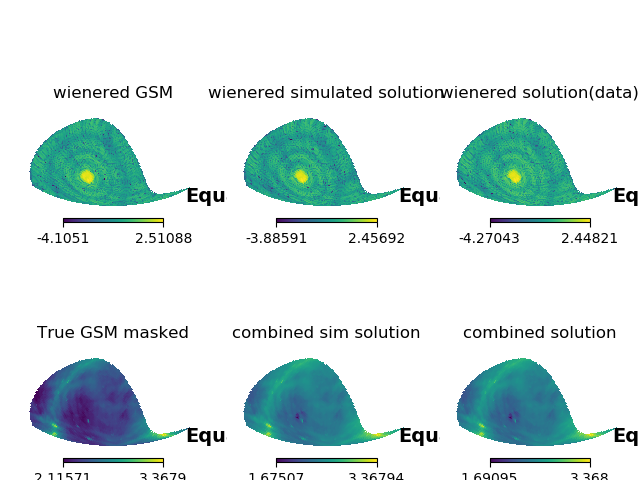 wienered GSM
wienered simulated solution
wienered solution(data)
Equ
Equ
Eq
-4.1051 2.51088
-3.88591 2.45692
-4.27043 2.44821
True GSM masked
combined sim solution
combined solution
Equ
Equ
Eq
2.11571 3.3679
1.67507 3.36794
1.69095 3.368